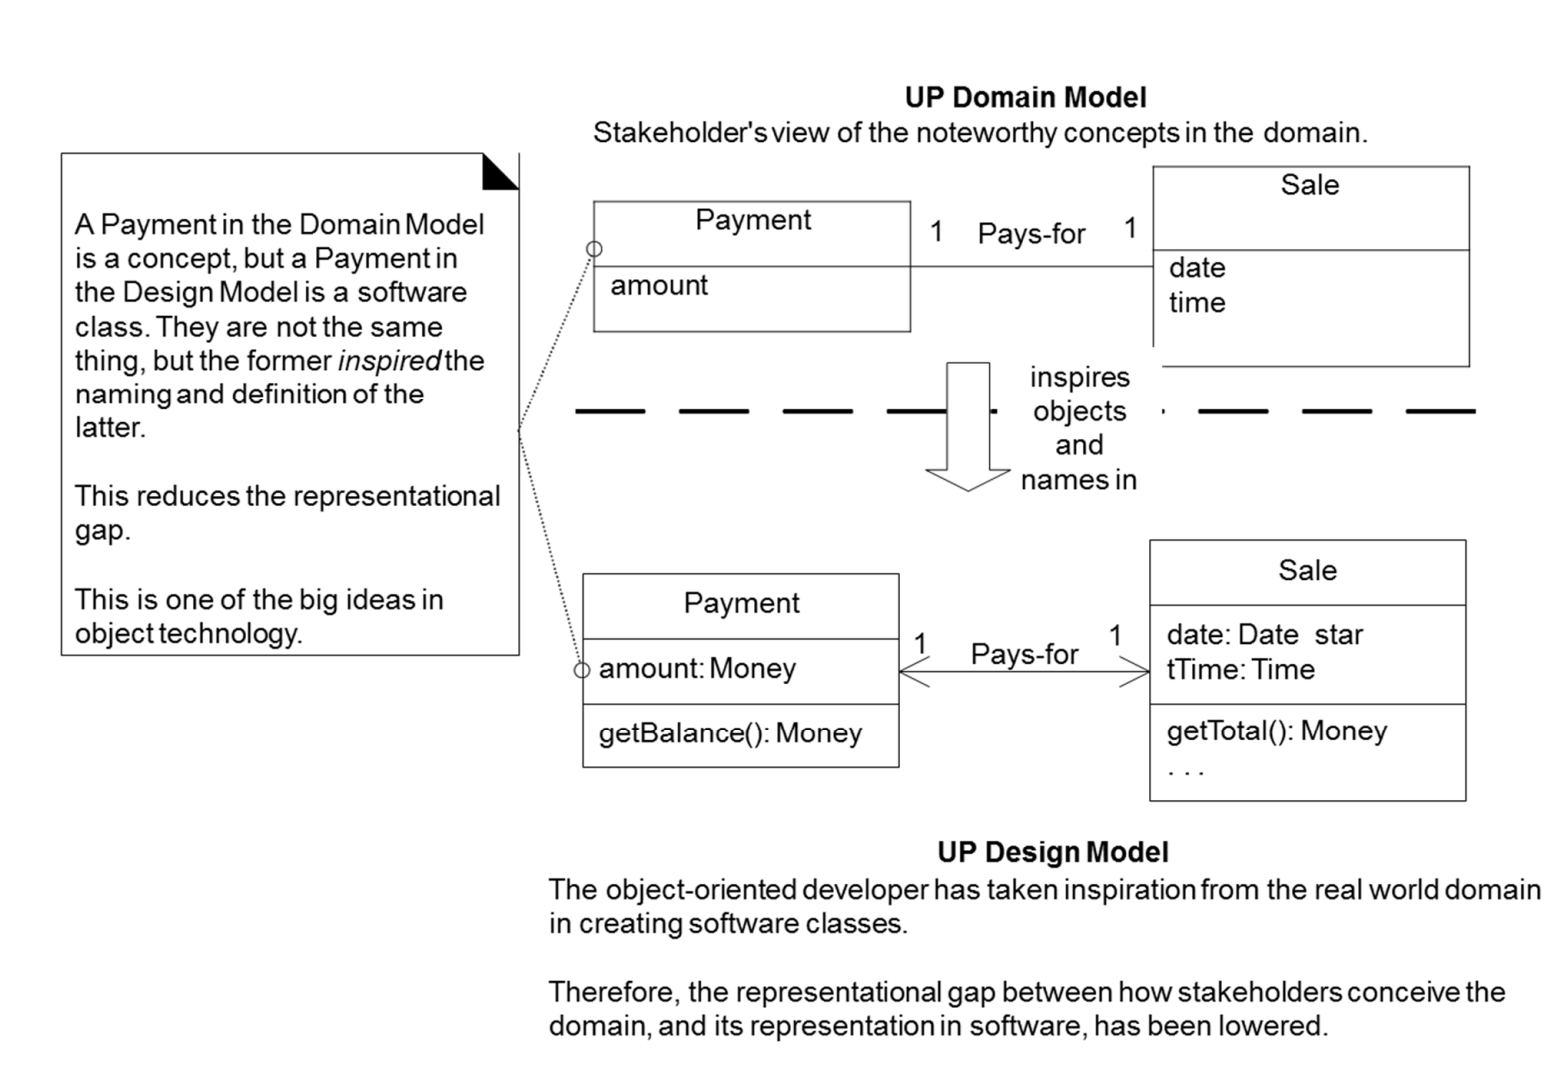 UP Domain Model
Stakeholder's view of the noteworthy concepts in the domain.
A Payment in the Domain Model
is a concept, but a Payment in
the Design Model is a software
class. They are not the same
thing, but the former inspired the
naming and definition of the
latter.
This reduces the representational
gap.
This is one of the big ideas in
object technology.
Payment
amount
1 Pays-for 1
Sale
date
time
inspires
objects
and
names in
Payment
amount: Money
getBalance(): Money
1 Pays-for 1
Sale
date: Date star
tTime: Time
getTotal(): Money
. . .
UP Design Model
The object-oriented developer has taken inspiration from the real world domain
in creating software classes.
Therefore, the representational gap between how stakeholders conceive the
domain, and its representation in software, has been lowered.